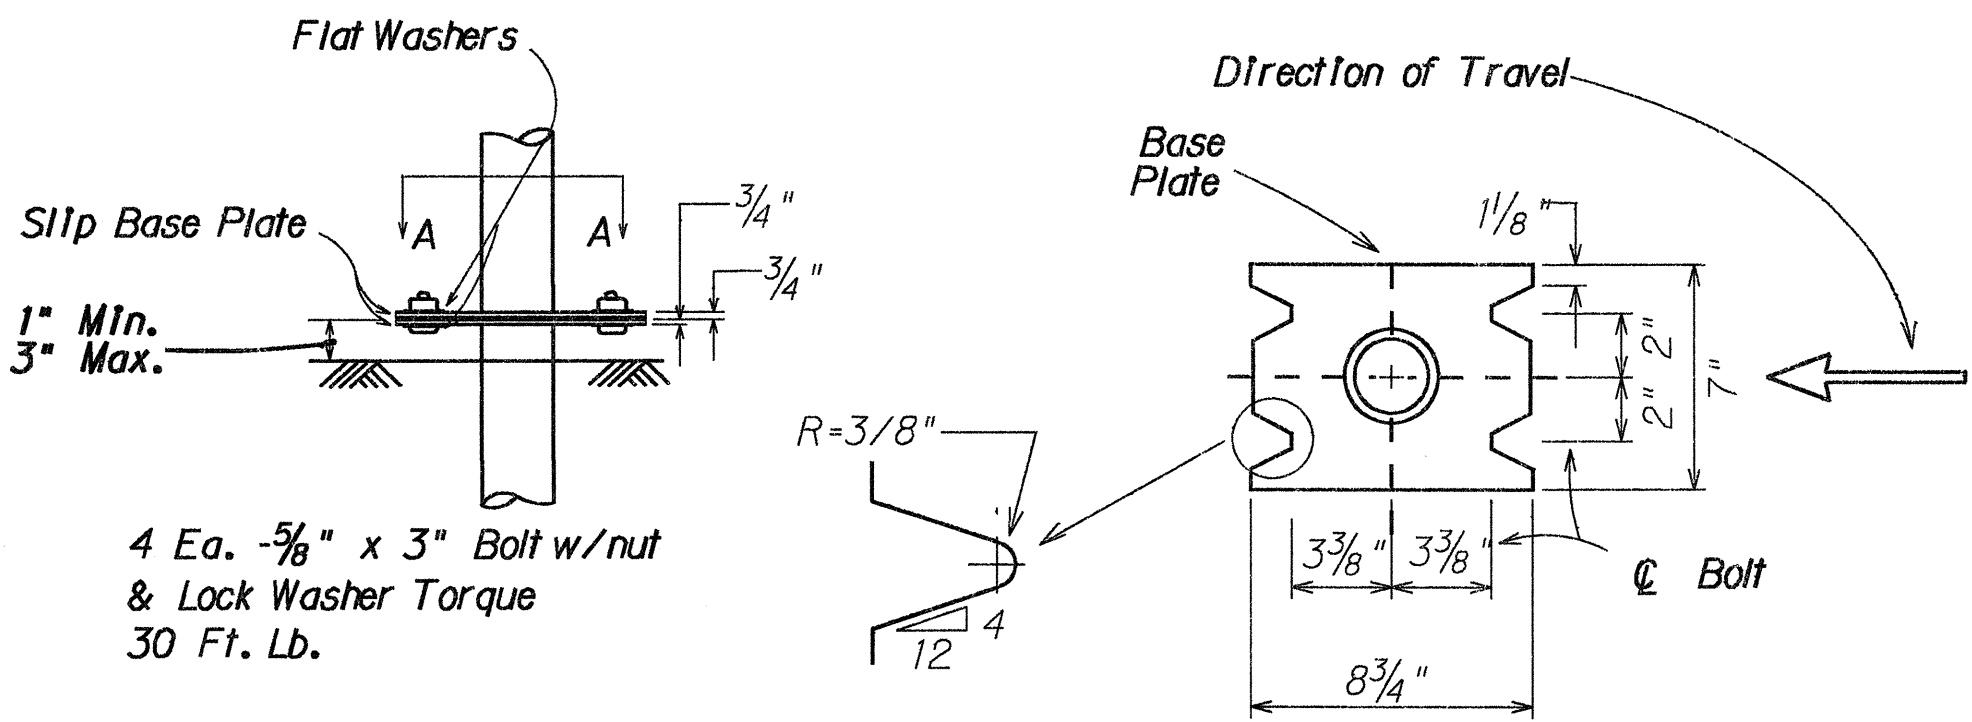 Flat Washers
Slip Base Plate
A
A
3/4"
3/4"
1" Min.
3" Max.
4 Ea. -5/8" x 3" Bolt w/nut
& Lock Washer Torque
30 Ft. Lb.
R=3/8"
4
12
Direction of Travel
Base
Plate
1 1/8"
2"
2"
7"
3 3/8"
3 3/8"
℄ Bolt
8 3/4"